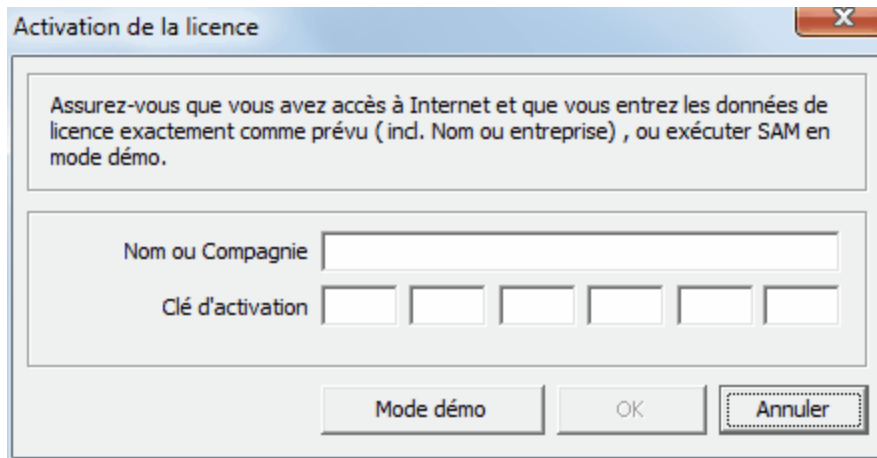 Activation de la licence
Assurez-vous que vous avez accès à Internet et que vous entrez les données de
licence exactement comme prévu ( incl. Nom ou entreprise) , ou exécuter SAM en
mode démo.
Nom ou Compagnie
Clé d'activation
Mode démo OK Annuler